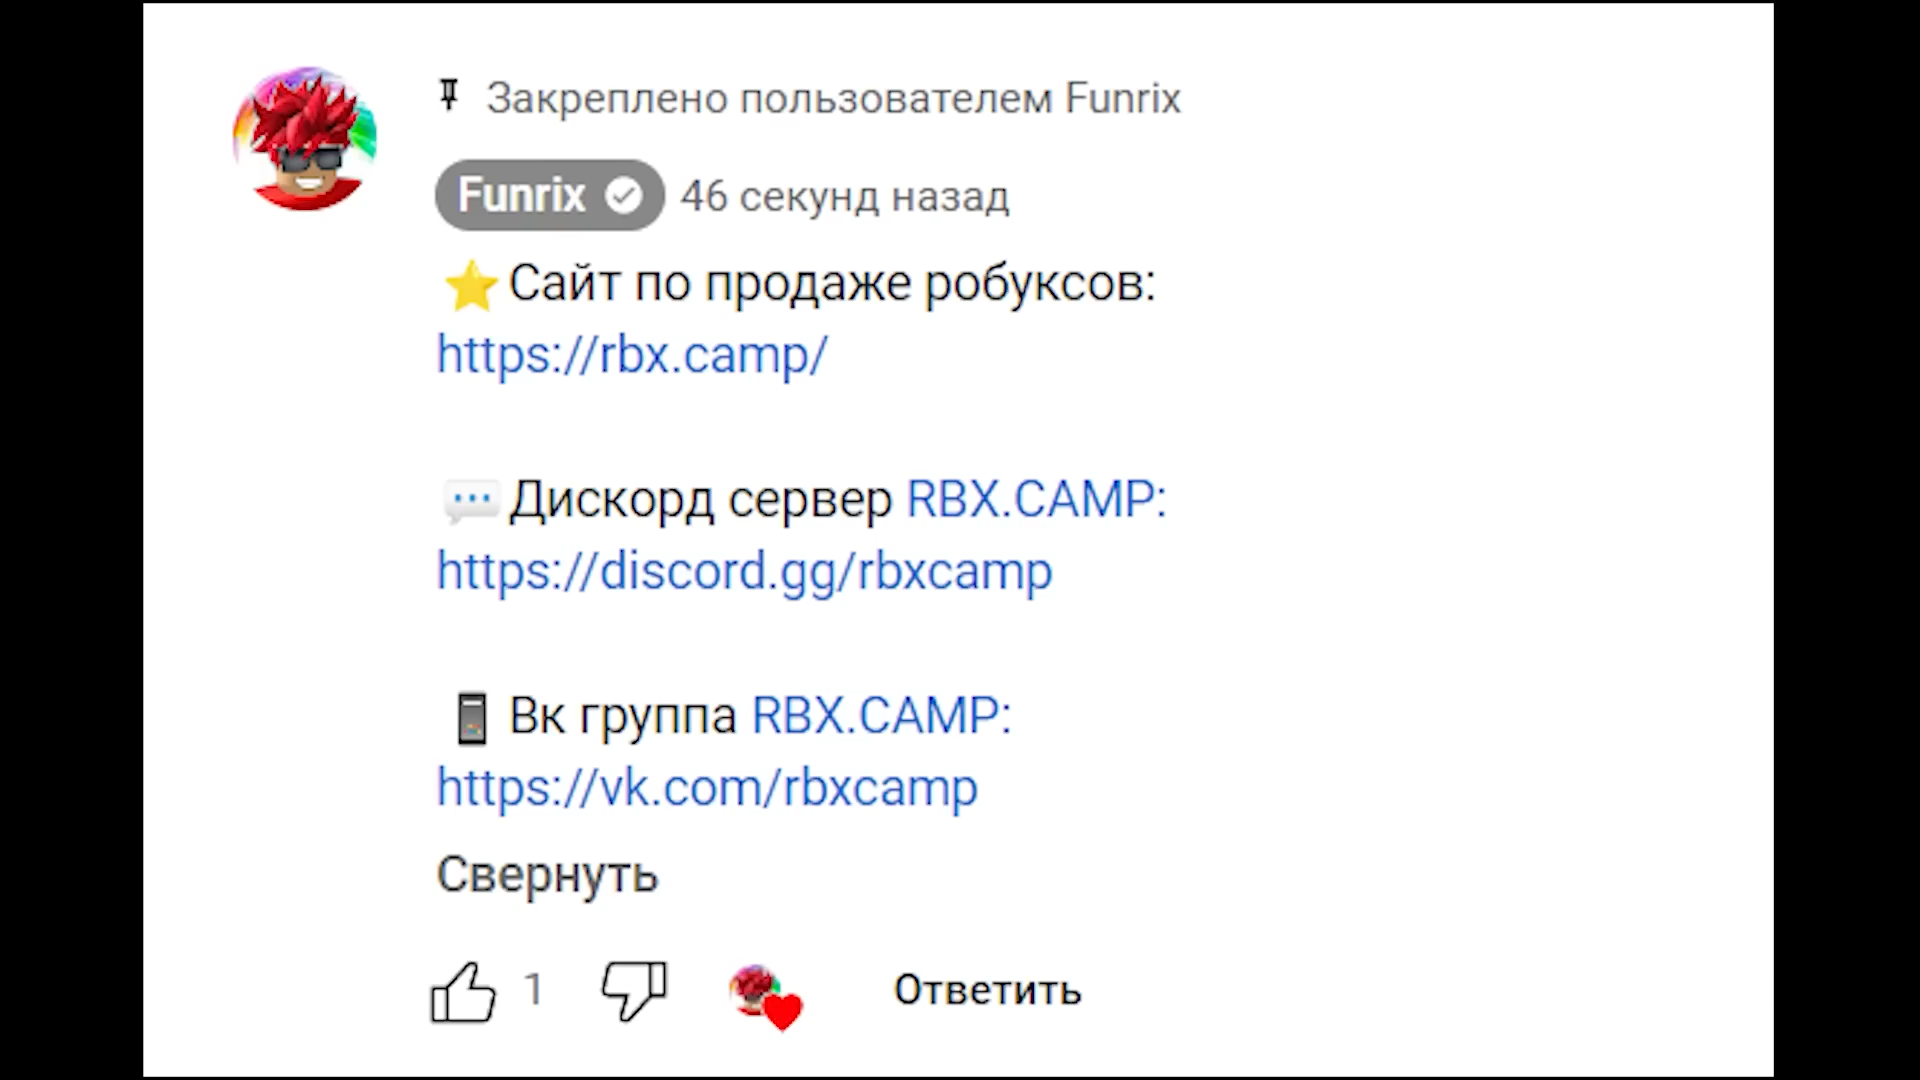 Закреплено пользователем Funrix
Funrix 46 секунд назад
⭐ Сайт по продаже робуксов:
https://rbx.camp/
💬 Дискорд сервер RBX.CAMP:
https://discord.gg/rbxcamp
📱 Вк группа RBX.CAMP:
https://vk.com/rbxcamp
Свернуть
1 Ответить